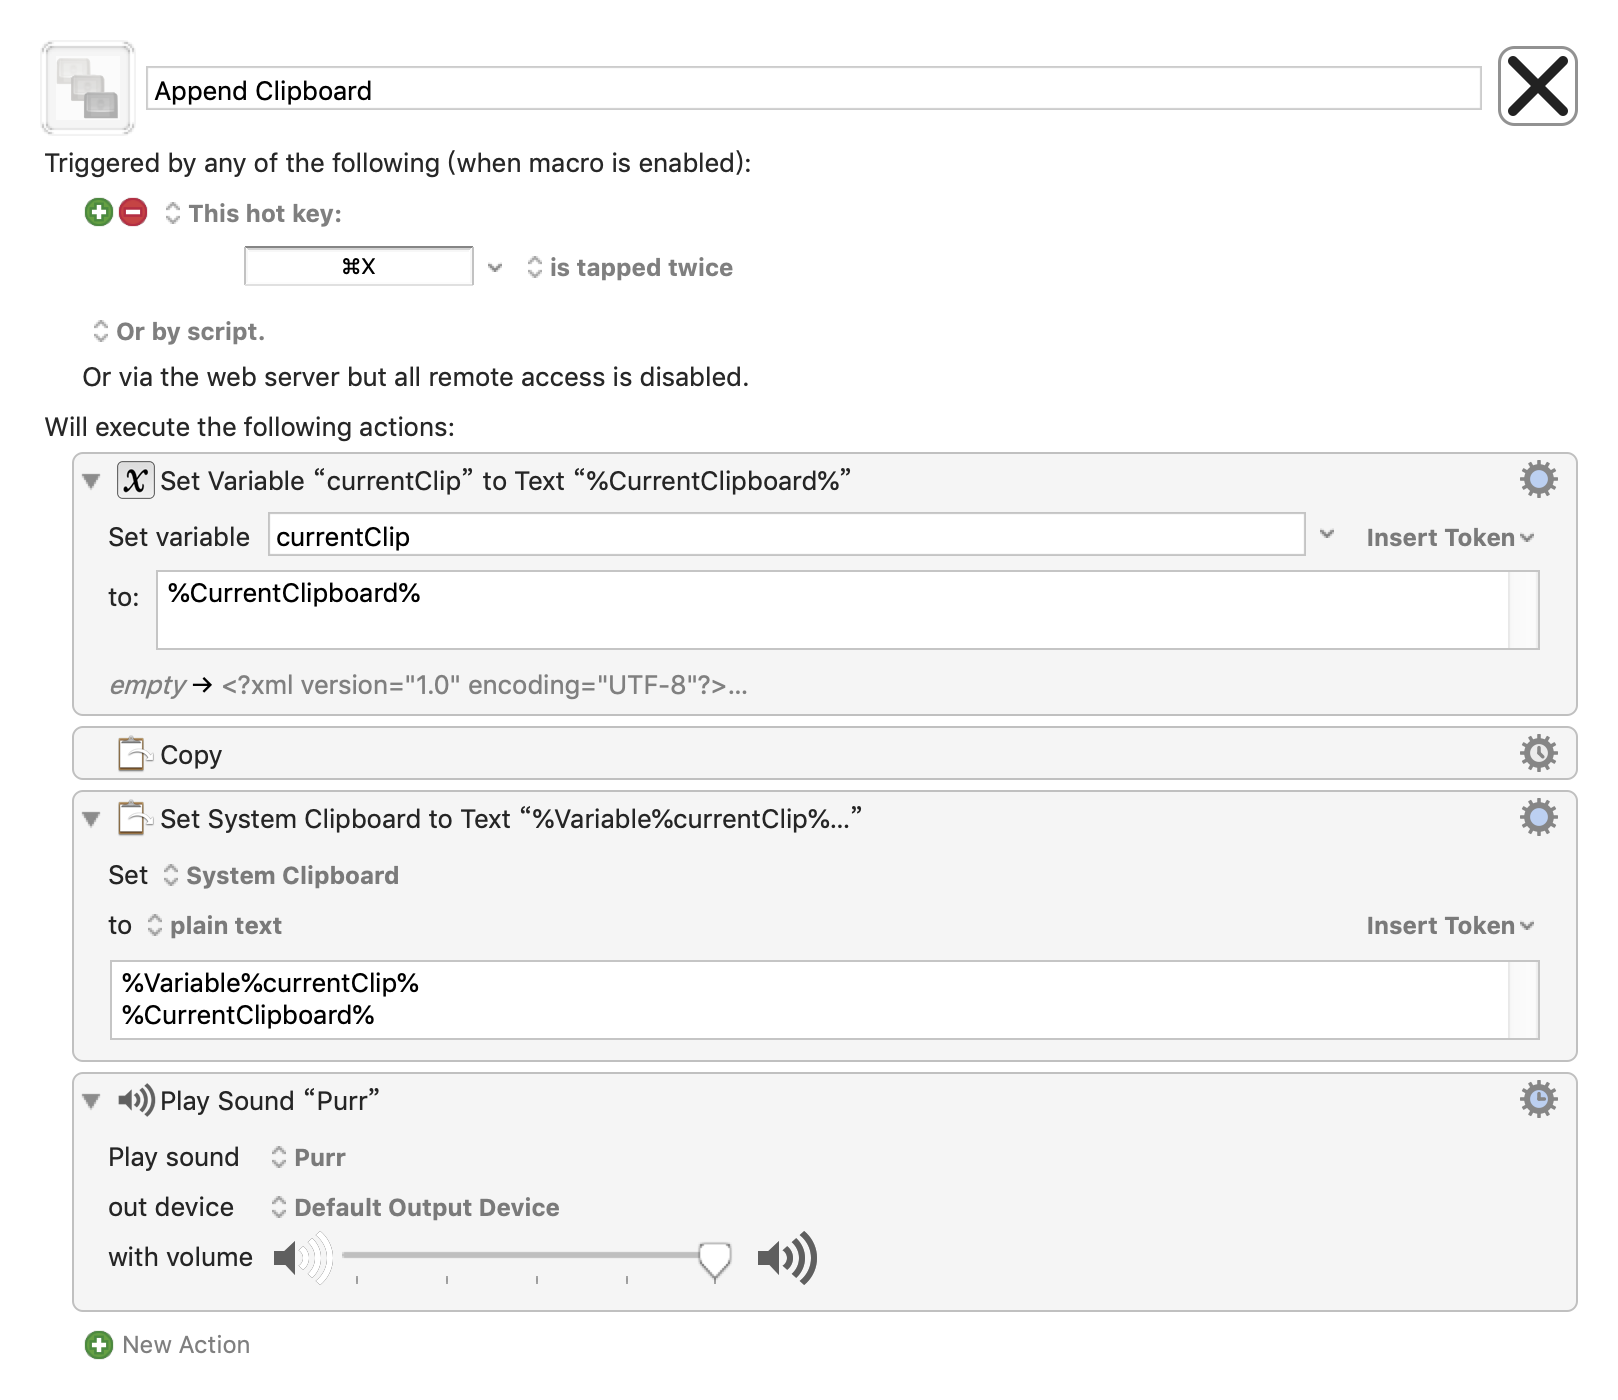 Append Clipboard
Triggered by any of the following (when macro is enabled):
This hot key:
⌘X
is tapped twice
Or by script.
Or via the web server but all remote access is disabled.
Will execute the following actions:
Set Variable “currentClip” to Text “%CurrentClipboard%”
Set variable currentClip Insert Token
to: %CurrentClipboard%
empty → <?xml version="1.0" encoding="UTF-8"?>...
Copy
Set System Clipboard to Text “%Variable%currentClip%...”
Set System Clipboard
to plain text Insert Token
%Variable%currentClip%
%CurrentClipboard%
Play Sound “Purr”
Play sound Purr
out device Default Output Device
with volume
New Action